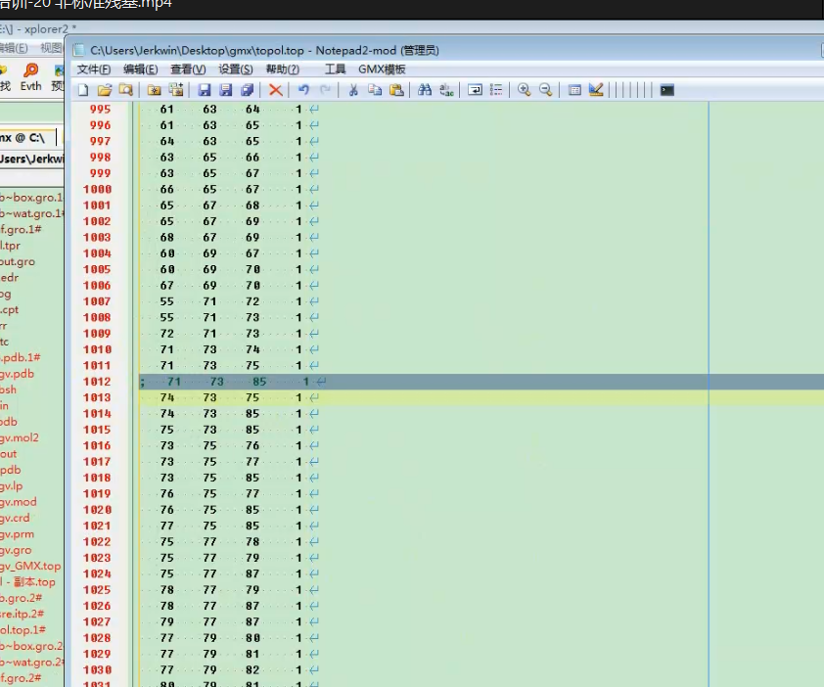 培训-20 非标准残基.mp4
E:\] - xplorer2 *
编辑(E) 视图
找 Evth 预
mx @ C:\
Jsers\Jerkwi
b~box.gro.1
b~wat.gro.1#
f.gro.1#
l.tpr
out.gro
edr
og
.cpt
rr
tc
.pdb.1#
gv.pdb
osh
in
odb
gv.mol2
out
pdb
gv.lp
gv.mod
gv.crd
gv.prm
gv.gro
gv_GMX.top
l - 副本.top
b.gro.2#
sre.itp.2#
ol.top.1#
b~box.gro.2
b~wat.gro.2
f.gro.2#
C:\Users\Jerkwin\Desktop\gmx\topol.top - Notepad2-mod (管理员)
文件(F) 编辑(E) 查看(V) 设置(S) 帮助(?) 工具 GMX模板
995 61 63 64 1
996 61 63 65 1
997 64 63 65 1
998 63 65 66 1
999 63 65 67 1
1000 66 65 67 1
1001 65 67 68 1
1002 65 67 69 1
1003 68 67 69 1
1004 60 69 67 1
1005 60 69 70 1
1006 67 69 70 1
1007 55 71 72 1
1008 55 71 73 1
1009 72 71 73 1
1010 71 73 74 1
1011 71 73 75 1
1012 ; 71 73 85 1
1013 74 73 75 1
1014 74 73 85 1
1015 75 73 85 1
1016 73 75 76 1
1017 73 75 77 1
1018 73 75 85 1
1019 76 75 77 1
1020 76 75 85 1
1021 77 75 85 1
1022 75 77 78 1
1023 75 77 79 1
1024 75 77 87 1
1025 78 77 79 1
1026 78 77 87 1
1027 79 77 87 1
1028 77 79 80 1
1029 77 79 81 1
1030 77 79 82 1
1031 80 79 81 1